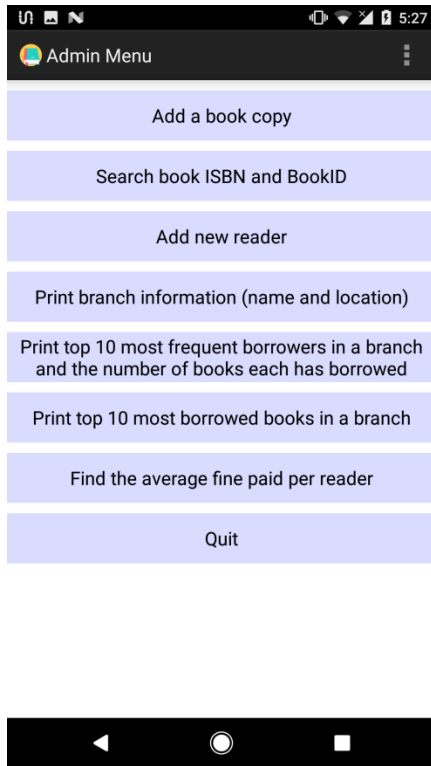 5:27
Admin Menu
Add a book copy
Search book ISBN and BookID
Add new reader
Print branch information (name and location)
Print top 10 most frequent borrowers in a branch
and the number of books each has borrowed
Print top 10 most borrowed books in a branch
Find the average fine paid per reader
Quit